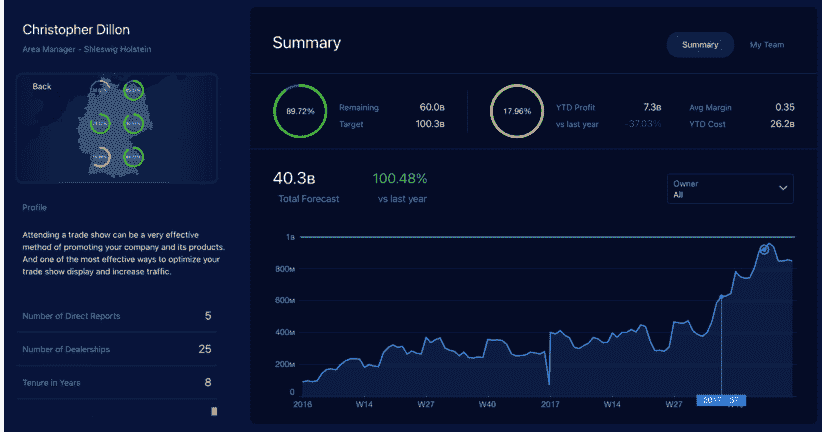 Christopher Dillon
Area Manager - Shleswig Holstein
Back
Profile
Attending a trade show can be a very effective
method of promoting your company and its products.
And one of the most effective ways to optimize your
trade show display and increase traffic.
Number of Direct Reports 5
Number of Dealerships 25
Tenure in Years 8
Summary
Summary My Team
89.72%
Remaining 60.0B
Target 100.3B
17.96%
YTD Profit 7.3B
vs last year -37.03%
Avg Margin 0.35
YTD Cost 26.2B
40.3B
Total Forecast
100.48%
vs last year
Owner
All
1B
800M
600M
400M
200M
0
2016 W14 W27 W40 2017 W14 W27